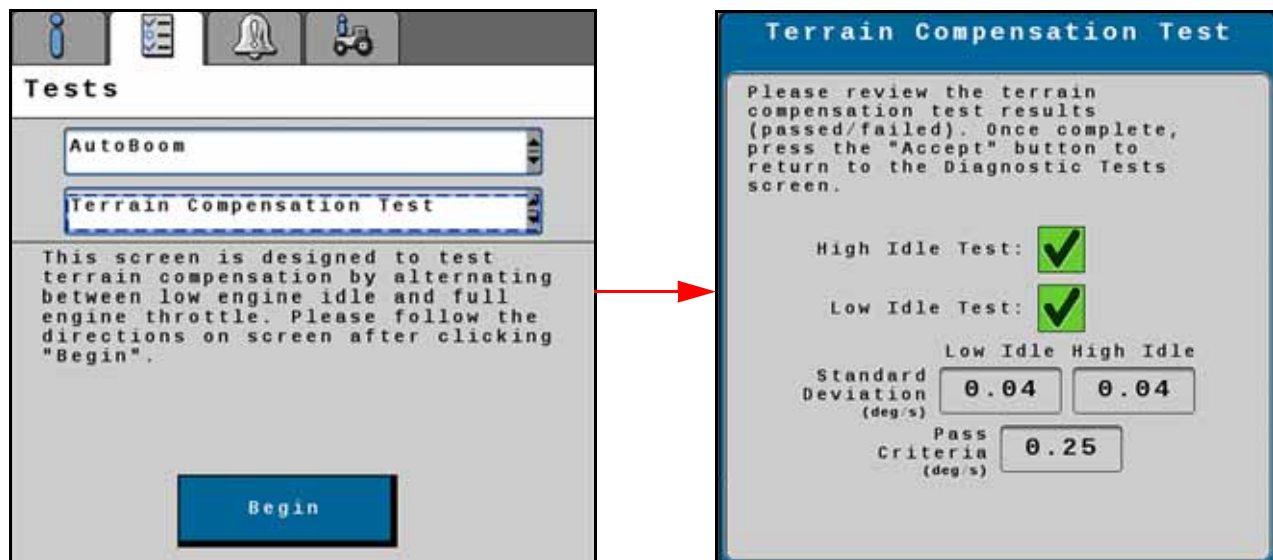 Tests
AutoBoom
Terrain Compensation Test
This screen is designed to test
terrain compensation by alternating
between low engine idle and full
engine throttle. Please follow the
directions on screen after clicking
"Begin".
Begin
Terrain Compensation Test
Please review the terrain
compensation test results
(passed/failed). Once complete,
press the "Accept" button to
return to the Diagnostic Tests
screen.
High Idle Test:
Low Idle Test:
Low Idle High Idle
Standard
Deviation
(deg/s)
0.04 0.04
Pass
Criteria
(deg/s)
0.25